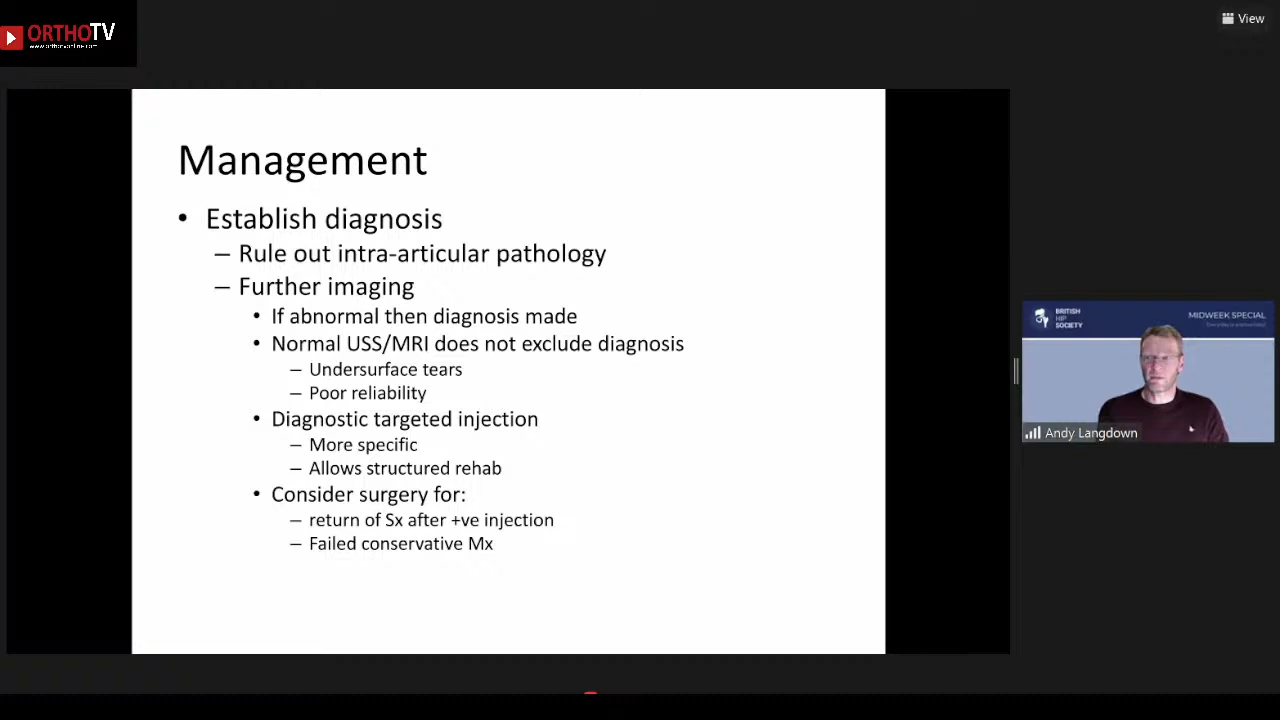 ORTHOTV
View
Management
• Establish diagnosis
– Rule out intra-articular pathology
– Further imaging
• If abnormal then diagnosis made
• Normal USS/MRI does not exclude diagnosis
– Undersurface tears
– Poor reliability
• Diagnostic targeted injection
– More specific
– Allows structured rehab
• Consider surgery for:
– return of Sx after +ve injection
– Failed conservative Mx
BRITISH
HIP
SOCIETY
MIDWEEK SPECIAL
Andy Langdown